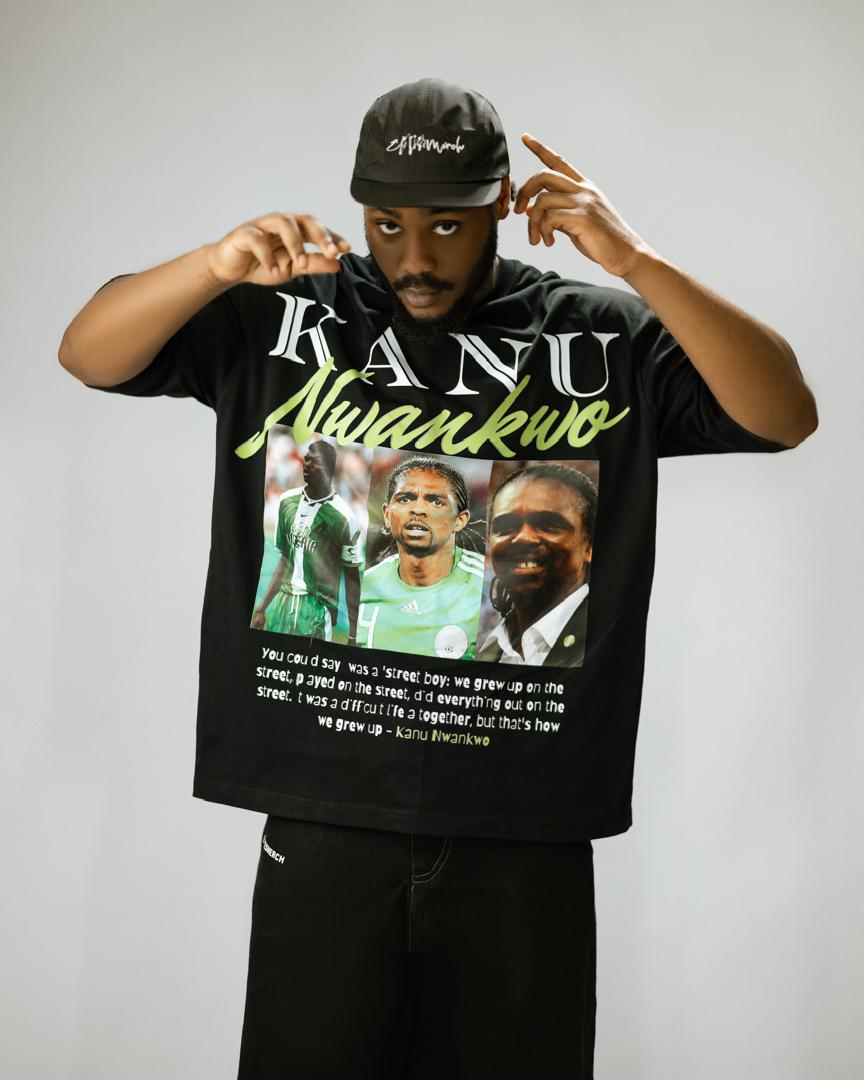 KANU
Nwankwo
4
You cou d say  was a 'street boy: we grew up on the
street, p ayed on the street, d'd everyth'ng out on the
street.  t was a d'ff'cu t l'fe a together, but that's how
we grew up - Kanu Nwankwo